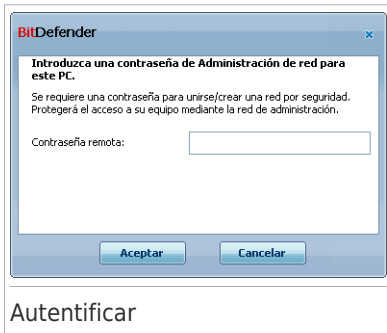 BitDefender
Introduzca una contraseña de Administración de red para
este PC.
Se requiere una contraseña para unirse/crear una red por seguridad.
Protegerá el acceso a su equipo mediante la red de administración.
Contraseña remota:
Aceptar Cancelar
Autentificar